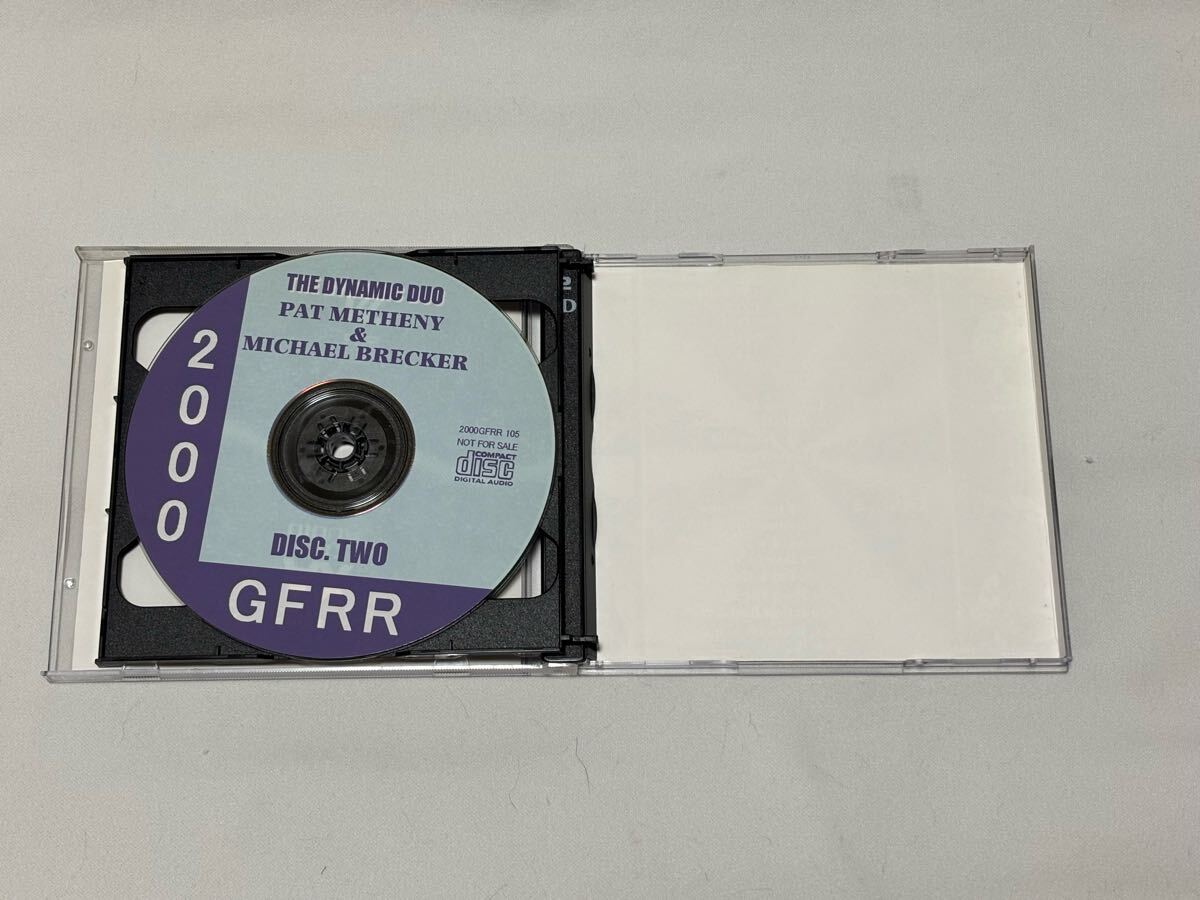 THE DYNAMIC DUO
PAT METHENY
&
MICHAEL BRECKER
2000
2000GFRR 105
NOT FOR SALE
COMPACT
disc
DIGITAL AUDIO
DISC. TWO
GFRR
2
D